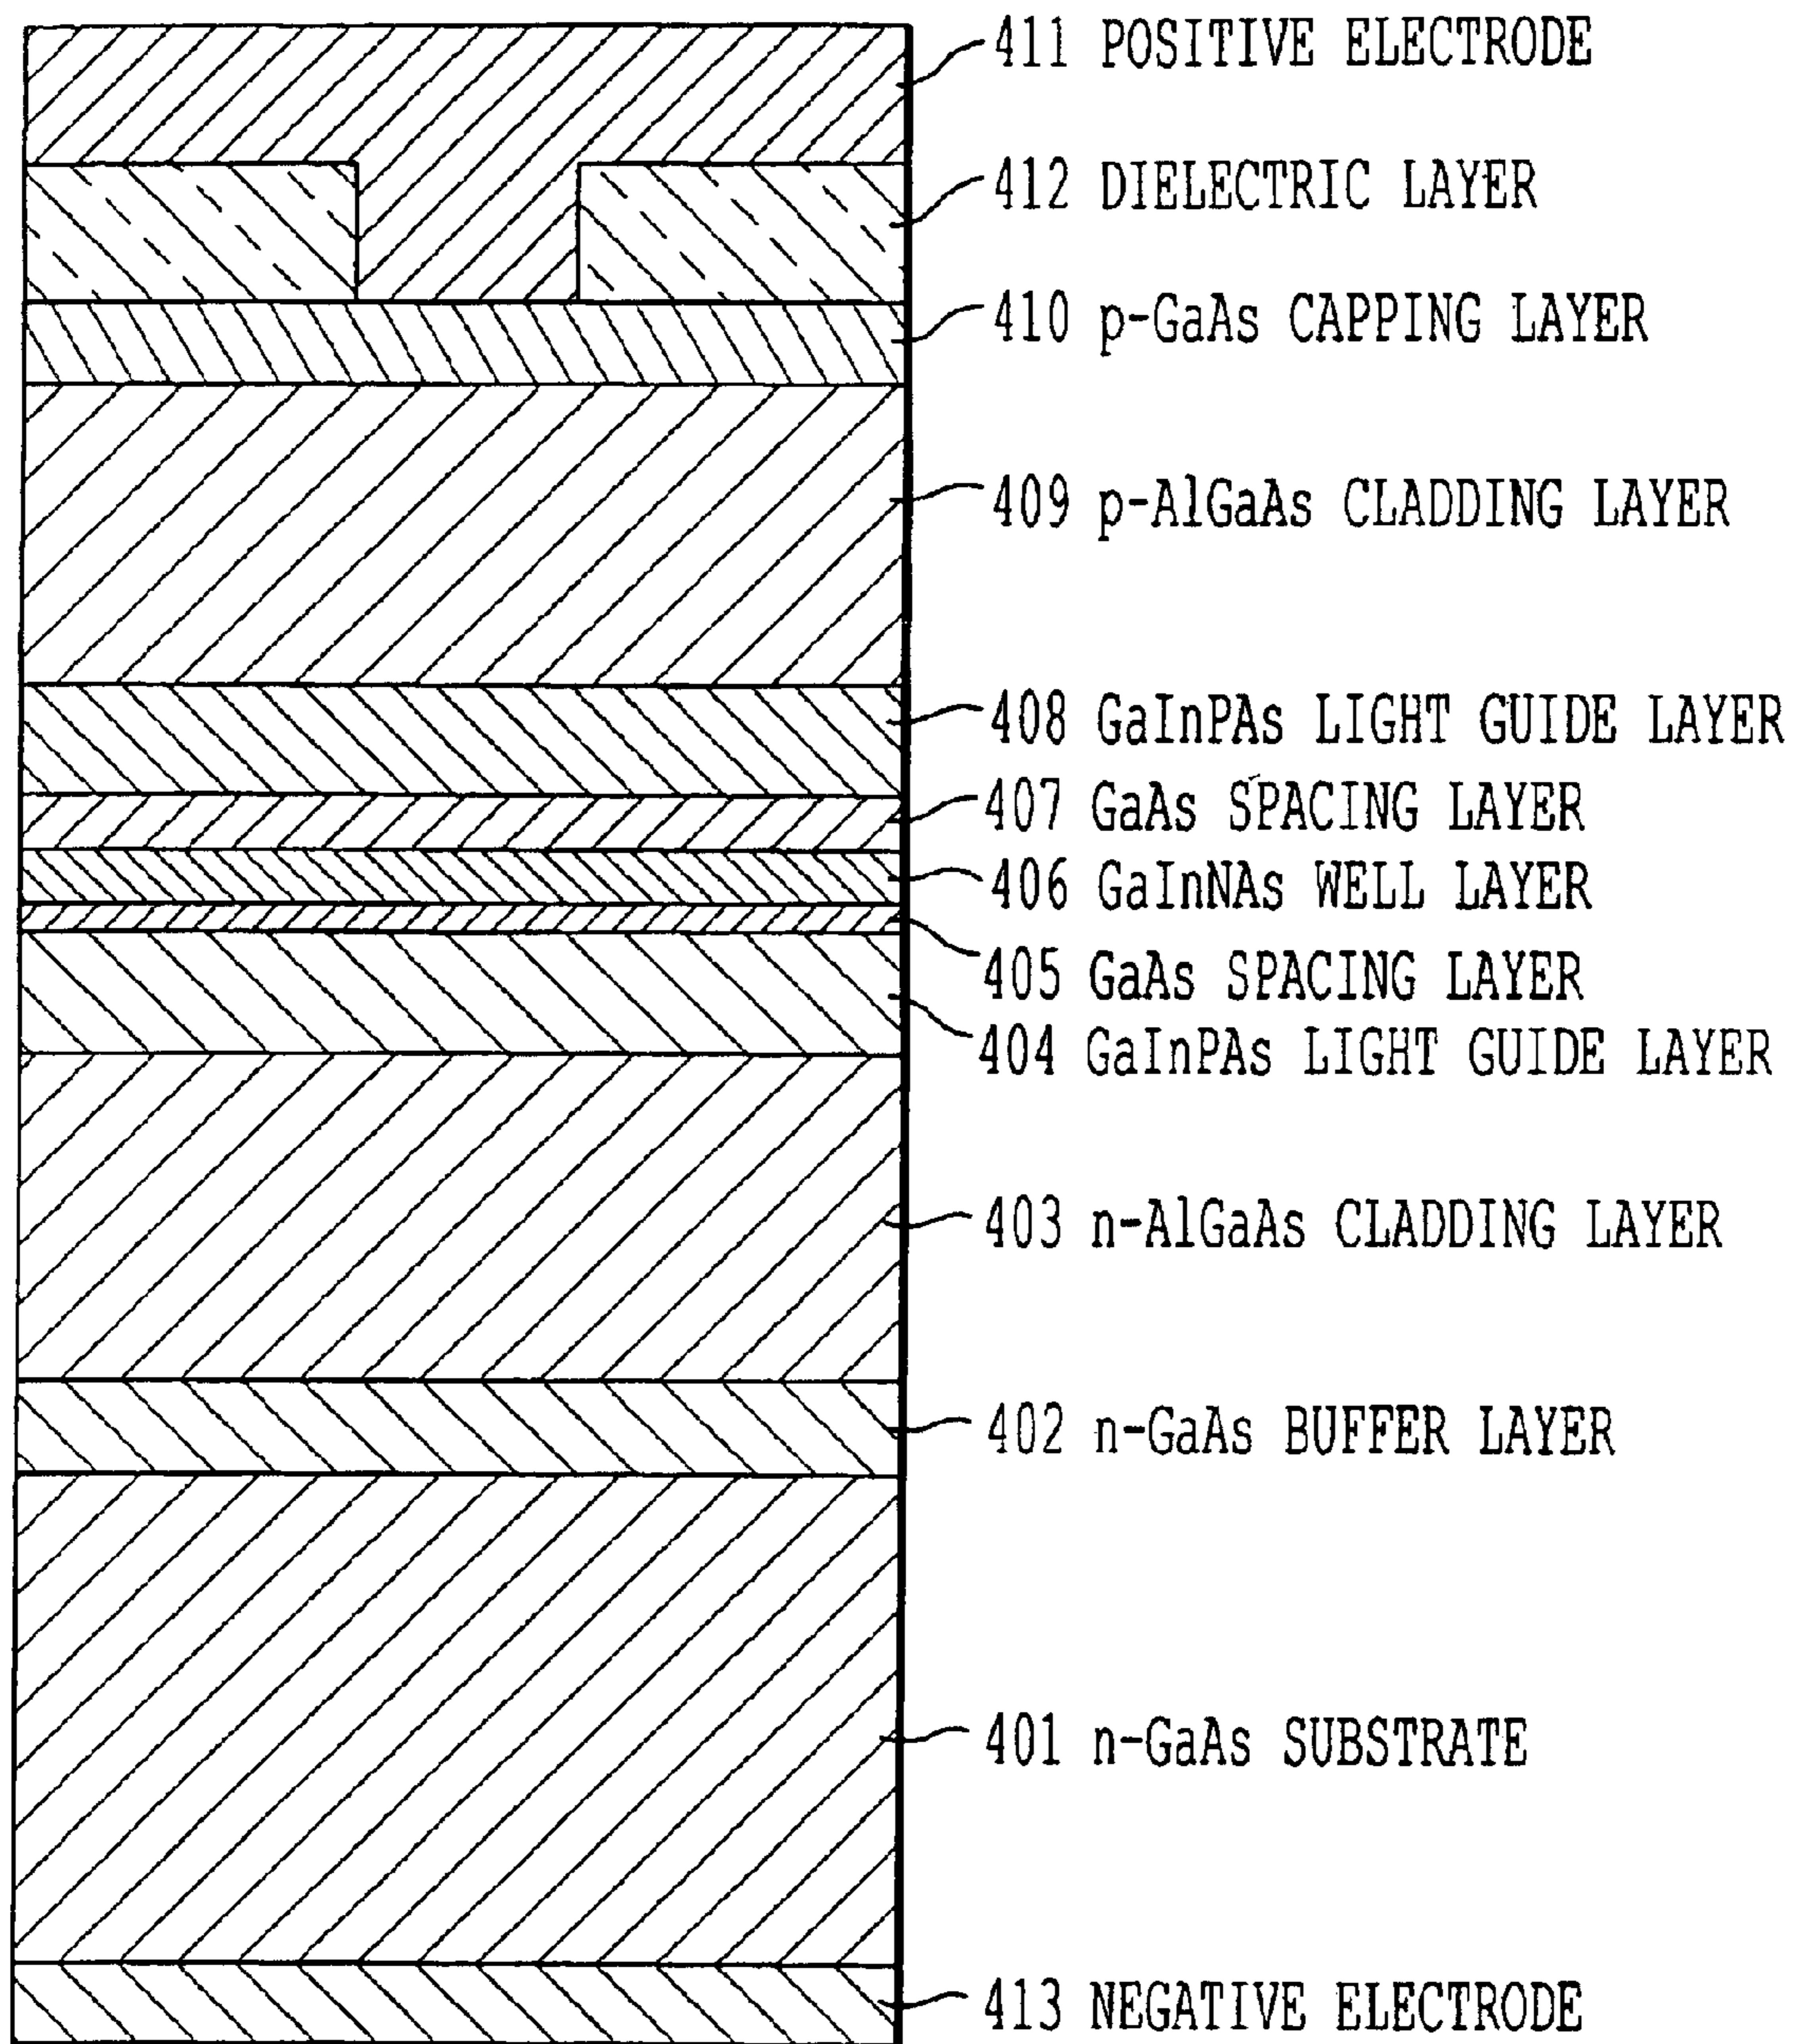 411 POSITIVE ELECTRODE
412 DIELECTRIC LAYER
410 p-GaAs CAPPING LAYER
409 p-AlGaAs CLADDING LAYER
408 GaInPAs LIGHT GUIDE LAYER
407 GaAs SPACING LAYER
406 GaInNAs WELL LAYER
405 GaAs SPACING LAYER
404 GaInPAs LIGHT GUIDE LAYER
403 n-AlGaAs CLADDING LAYER
402 n-GaAs BUFFER LAYER
401 n-GaAs SUBSTRATE
413 NEGATIVE ELECTRODE